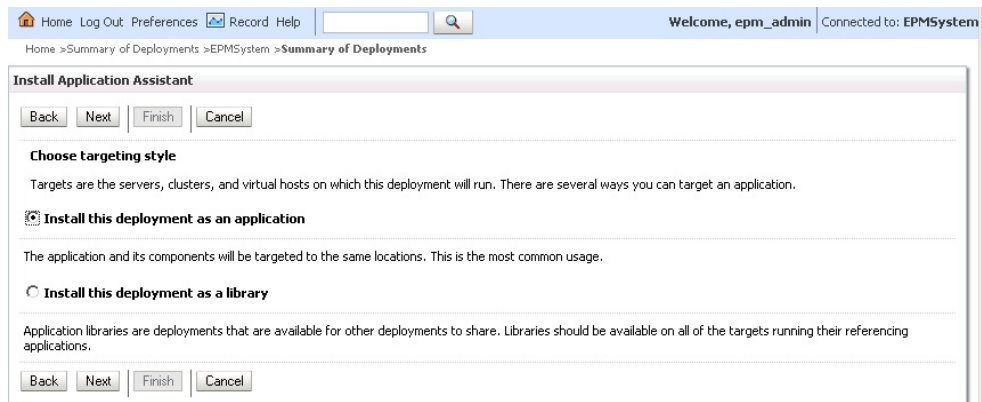 Home Log Out Preferences Record Help
Welcome, epm_admin Connected to: EPMSystem
Home >Summary of Deployments >EPMSystem >Summary of Deployments
Install Application Assistant
Back Next Finish Cancel
Choose targeting style
Targets are the servers, clusters, and virtual hosts on which this deployment will run. There are several ways you can target an application.
Install this deployment as an application
The application and its components will be targeted to the same locations. This is the most common usage.
Install this deployment as a library
Application libraries are deployments that are available for other deployments to share. Libraries should be available on all of the targets running their referencing
applications.
Back Next Finish Cancel